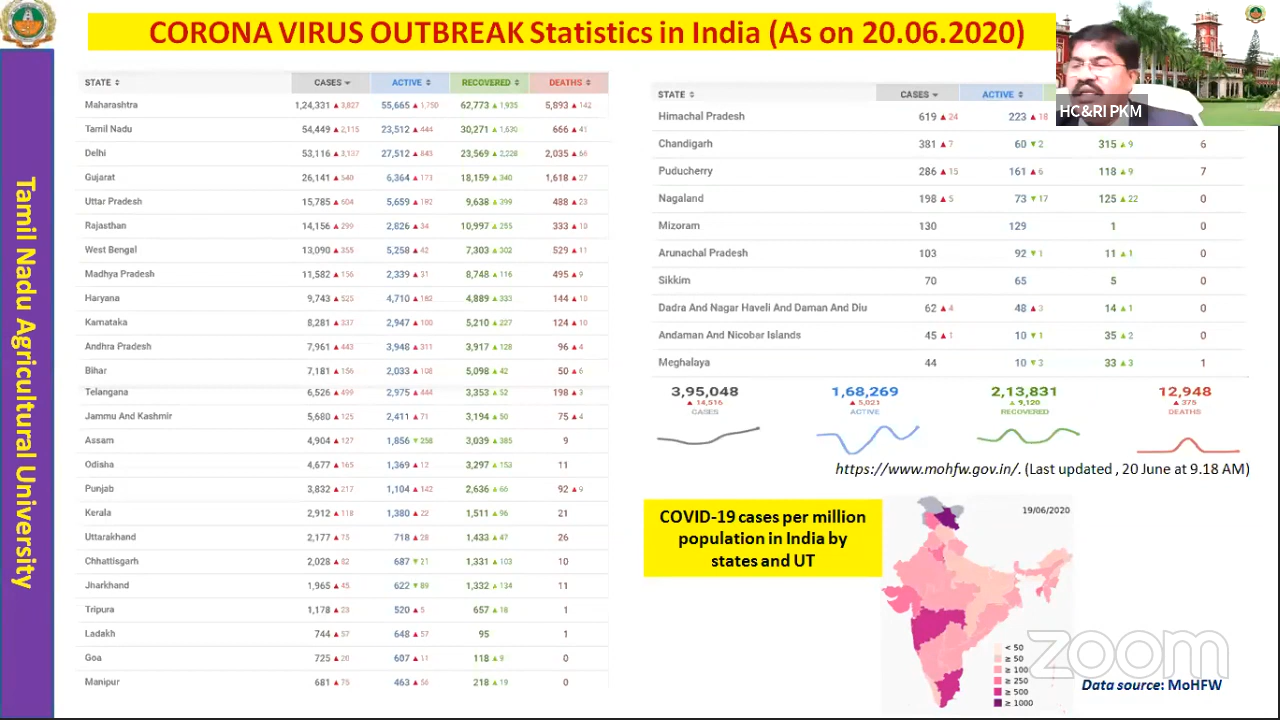 CORONA VIRUS OUTBREAK Statistics in India (As on 20.06.2020)
HC&RI PKM
Tamil Nadu Agricultural University
STATE CASES ACTIVE RECOVERED DEATHS
Maharashtra 1,24,331 3,827 55,665 1,750 62,773 1,935 5,893 142
Tamil Nadu 54,449 2,115 23,512 444 30,271 1,630 666 41
Delhi 53,116 3,137 27,512 843 23,569 2,228 2,035 66
Gujarat 26,141 540 6,364 173 18,159 340 1,618 27
Uttar Pradesh 15,785 604 5,659 182 9,638 399 488 23
Rajasthan 14,156 299 2,826 34 10,997 255 333 10
West Bengal 13,090 355 5,258 42 7,303 302 529 11
Madhya Pradesh 11,582 156 2,339 31 8,748 116 495 9
Haryana 9,743 525 4,710 182 4,889 333 144 10
Karnataka 8,281 337 2,947 100 5,210 227 124 10
Andhra Pradesh 7,961 443 3,948 311 3,917 128 96 4
Bihar 7,181 156 2,033 108 5,098 42 50 6
Telangana 6,526 499 2,975 444 3,353 52 198 3
Jammu And Kashmir 5,680 125 2,411 71 3,194 50 75 4
Assam 4,904 127 1,856 258 3,039 385 9
Odisha 4,677 165 1,369 12 3,297 153 11
Punjab 3,832 217 1,104 142 2,636 66 92 9
Kerala 2,912 118 1,380 22 1,511 96 21
Uttarakhand 2,177 75 718 28 1,433 47 26
Chhattisgarh 2,028 82 687 21 1,331 103 10
Jharkhand 1,965 45 622 89 1,332 134 11
Tripura 1,178 23 520 5 657 18 1
Ladakh 744 57 648 57 95 1
Goa 725 20 607 11 118 9 0
Manipur 681 75 463 56 218 19 0
STATE CASES ACTIVE
Himachal Pradesh 619 24 223 18
Chandigarh 381 7 60 2 315 9 6
Puducherry 286 15 161 6 118 9 7
Nagaland 198 5 73 17 125 22 0
Mizoram 130 129 1 0
Arunachal Pradesh 103 92 1 11 1 0
Sikkim 70 65 5 0
Dadra And Nagar Haveli And Daman And Diu 62 4 48 3 14 1 0
Andaman And Nicobar Islands 45 1 10 1 35 2 0
Meghalaya 44 10 3 33 3 1
3,95,048 1,68,269 2,13,831 12,948
14,516 5,021 9,120 375
CASES ACTIVE RECOVERED DEATHS
https://www.mohfw.gov.in/. (Last updated , 20 June at 9.18 AM)
COVID-19 cases per million
population in India by
states and UT
19/06/2020
< 50
≥ 50
≥ 100
≥ 250
≥ 500
≥ 1000
zoom
Data source: MoHFW